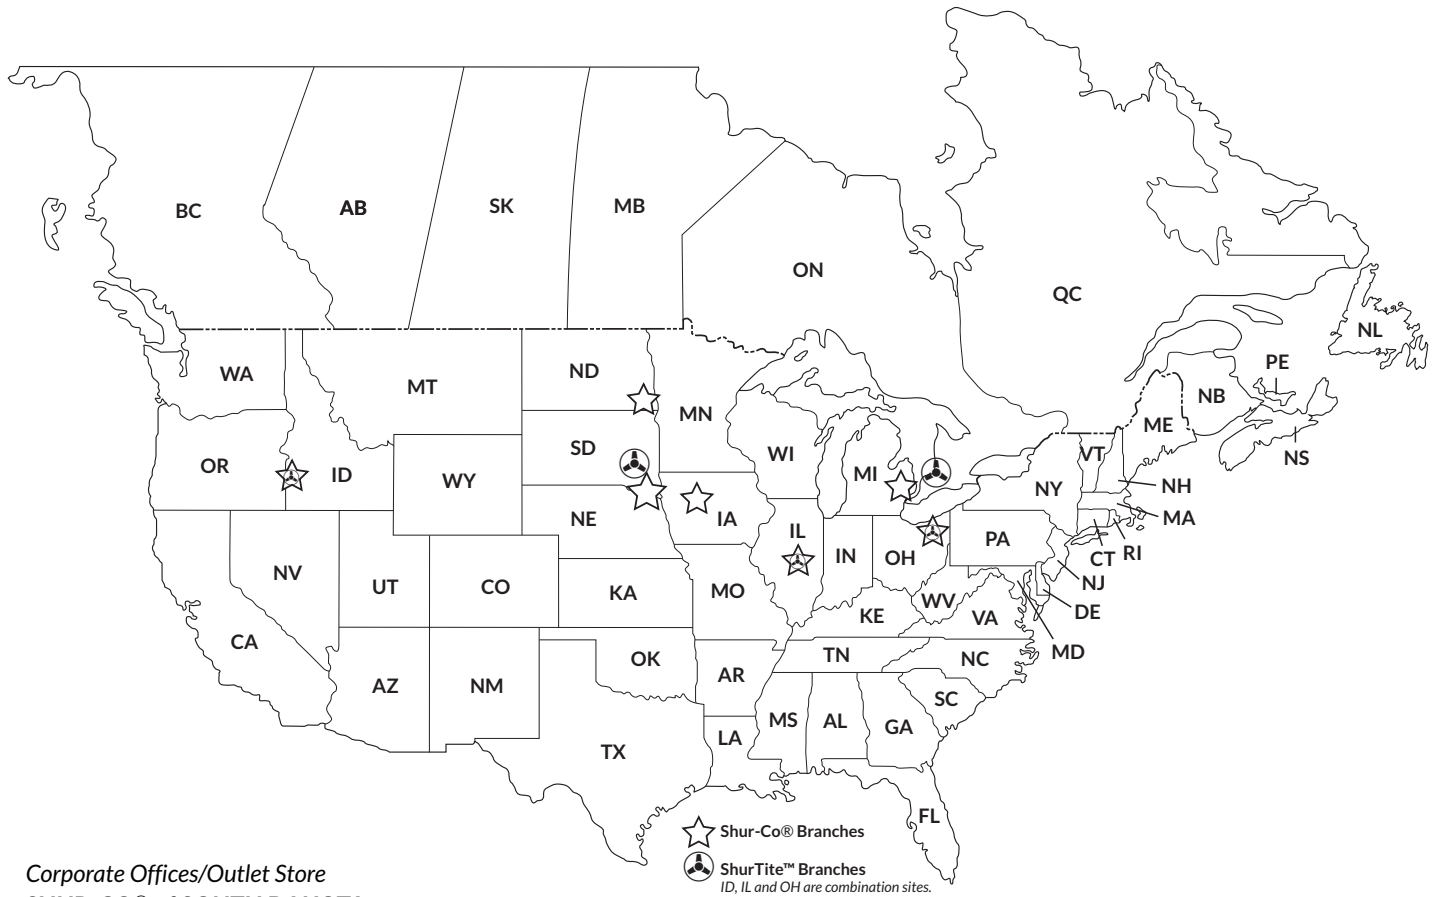 BC
AB
SK
MB
ON
QC
NL
PE
NB
NS
ME
WA
MT
ND
MN
OR
ID
WY
SD
WI
MI
NY
VT
NH
MA
NE
IA
IL
IN
OH
PA
CT
RI
NJ
NV
UT
CO
KA
MO
WV
VA
DE
MD
CA
KE
AZ
NM
OK
AR
TN
NC
SC
TX
LA
MS
AL
GA
FL
Shur-Co® Branches
ShurTite™ Branches
ID, IL and OH are combination sites.
Corporate Offices/Outlet Store